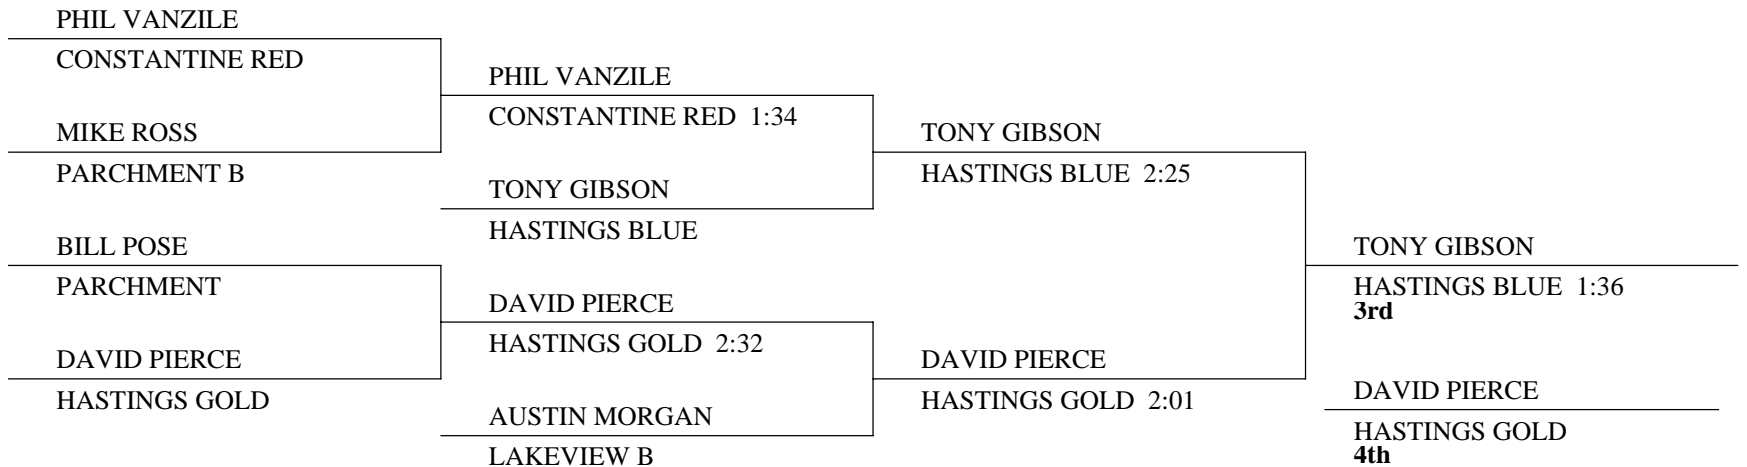 PHIL VANZILE
CONSTANTINE RED
MIKE ROSS
PARCHMENT B
BILL POSE
PARCHMENT
DAVID PIERCE
HASTINGS GOLD
PHIL VANZILE
CONSTANTINE RED 1:34
TONY GIBSON
HASTINGS BLUE
DAVID PIERCE
HASTINGS GOLD 2:32
AUSTIN MORGAN
LAKEVIEW B
TONY GIBSON
HASTINGS BLUE 2:25
DAVID PIERCE
HASTINGS GOLD 2:01
TONY GIBSON
HASTINGS BLUE 1:36
3rd
DAVID PIERCE
HASTINGS GOLD
4th